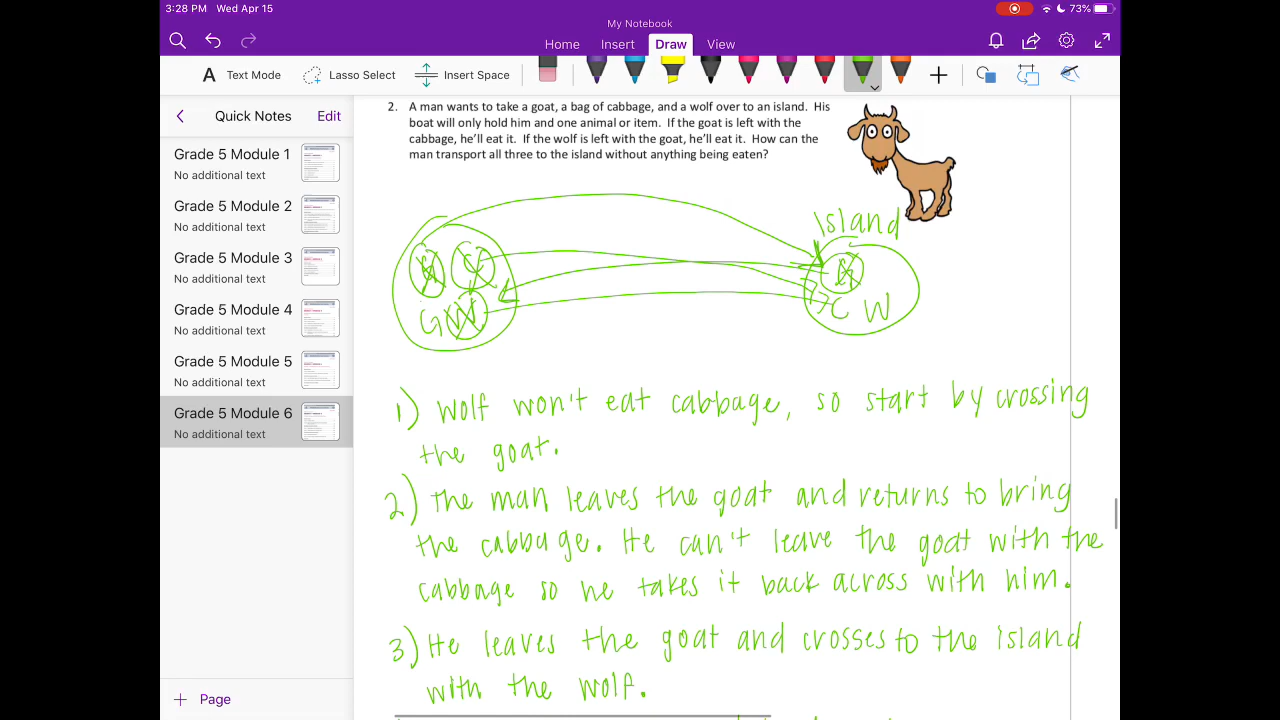 3:28 PM Wed Apr 15
My Notebook
73%
Home Insert Draw View
A Text Mode Lasso Select Insert Space
Quick Notes Edit
Grade 5 Module 1
No additional text
Grade 5 Module 2
No additional text
Grade 5 Module 3
No additional text
Grade 5 Module 4
No additional text
Grade 5 Module 5
No additional text
Grade 5 Module 6
No additional text
Page
2. A man wants to take a goat, a bag of cabbage, and a wolf over to an island. His
boat will only hold him and one animal or item. If the goat is left with the
cabbage, he'll eat it. If the wolf is left with the goat, he'll eat it. How can the
man transport all three to the island without anything being eaten?
Island
G W
G
C W
1) Wolf won't eat cabbage, so start by crossing
the goat.
2) The man leaves the goat and returns to bring
the cabbage. He can't leave the goat with the
cabbage so he takes it back across with him.
3) He leaves the goat and crosses to the island
with the wolf.